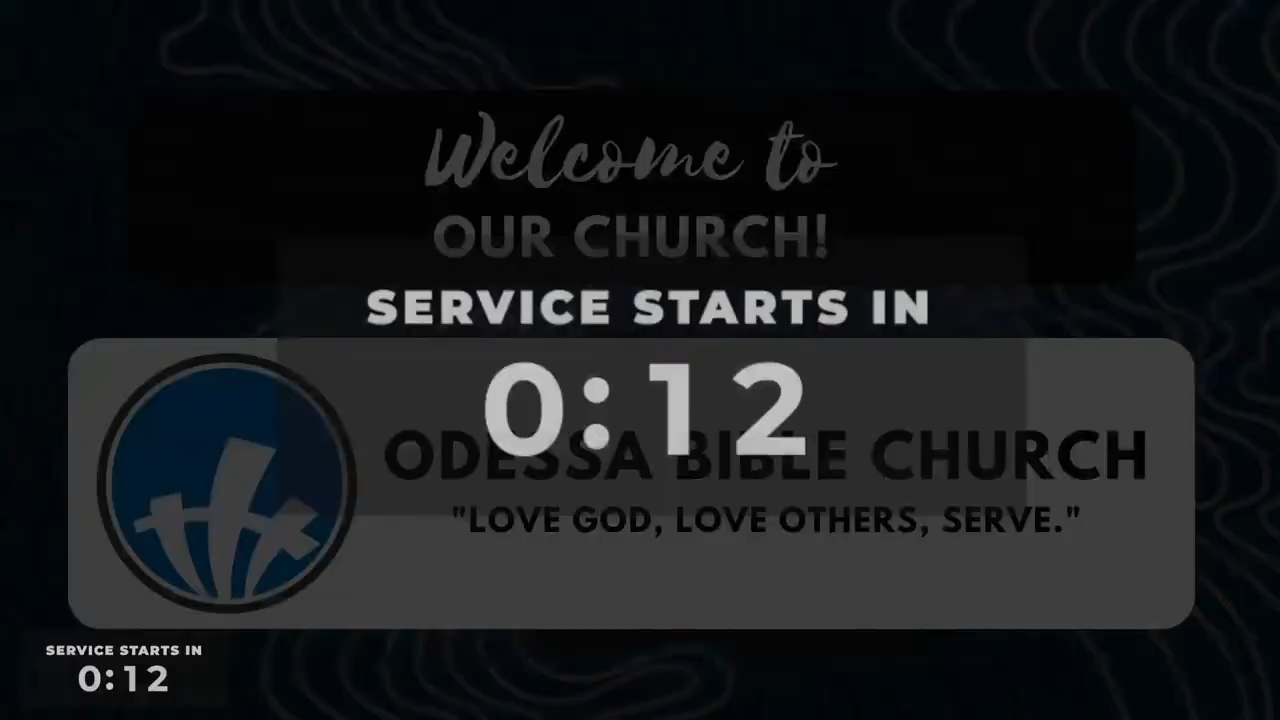 Welcome to
OUR CHURCH!
SERVICE STARTS IN
0:12
ODESSA BIBLE CHURCH
"LOVE GOD, LOVE OTHERS, SERVE."
SERVICE STARTS IN
0:12